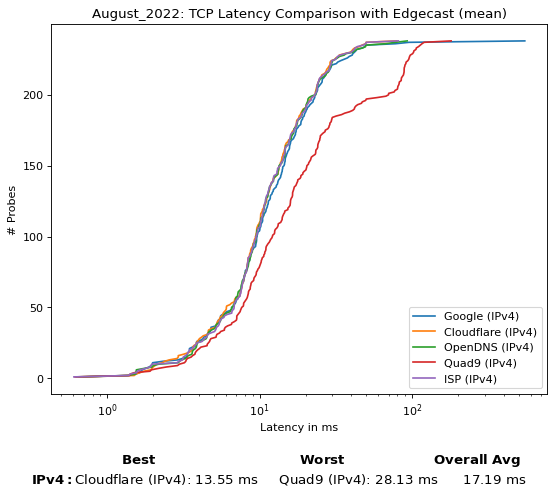 August_2022: TCP Latency Comparison with Edgecast (mean)
# Probes
200
150
100
50
0
Google (IPv4)
Cloudflare (IPv4)
OpenDNS (IPv4)
Quad9 (IPv4)
ISP (IPv4)
10⁰ 10¹ 10²
Latency in ms
Best Worst Overall Avg
IPv4: Cloudflare (IPv4): 13.55 ms Quad9 (IPv4): 28.13 ms 17.19 ms